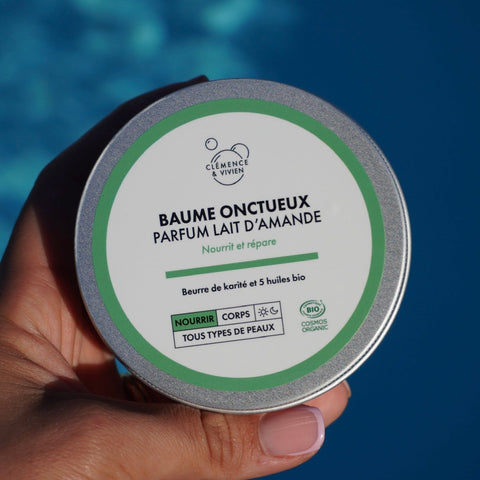 CLÉMENCE
& VIVIEN
BAUME ONCTUEUX
PARFUM LAIT D'AMANDE
Nourrit et répare
Beurre de karité et 5 huiles bio
NOURRIR CORPS
TOUS TYPES DE PEAUX
BIO
COSMOS
ORGANIC